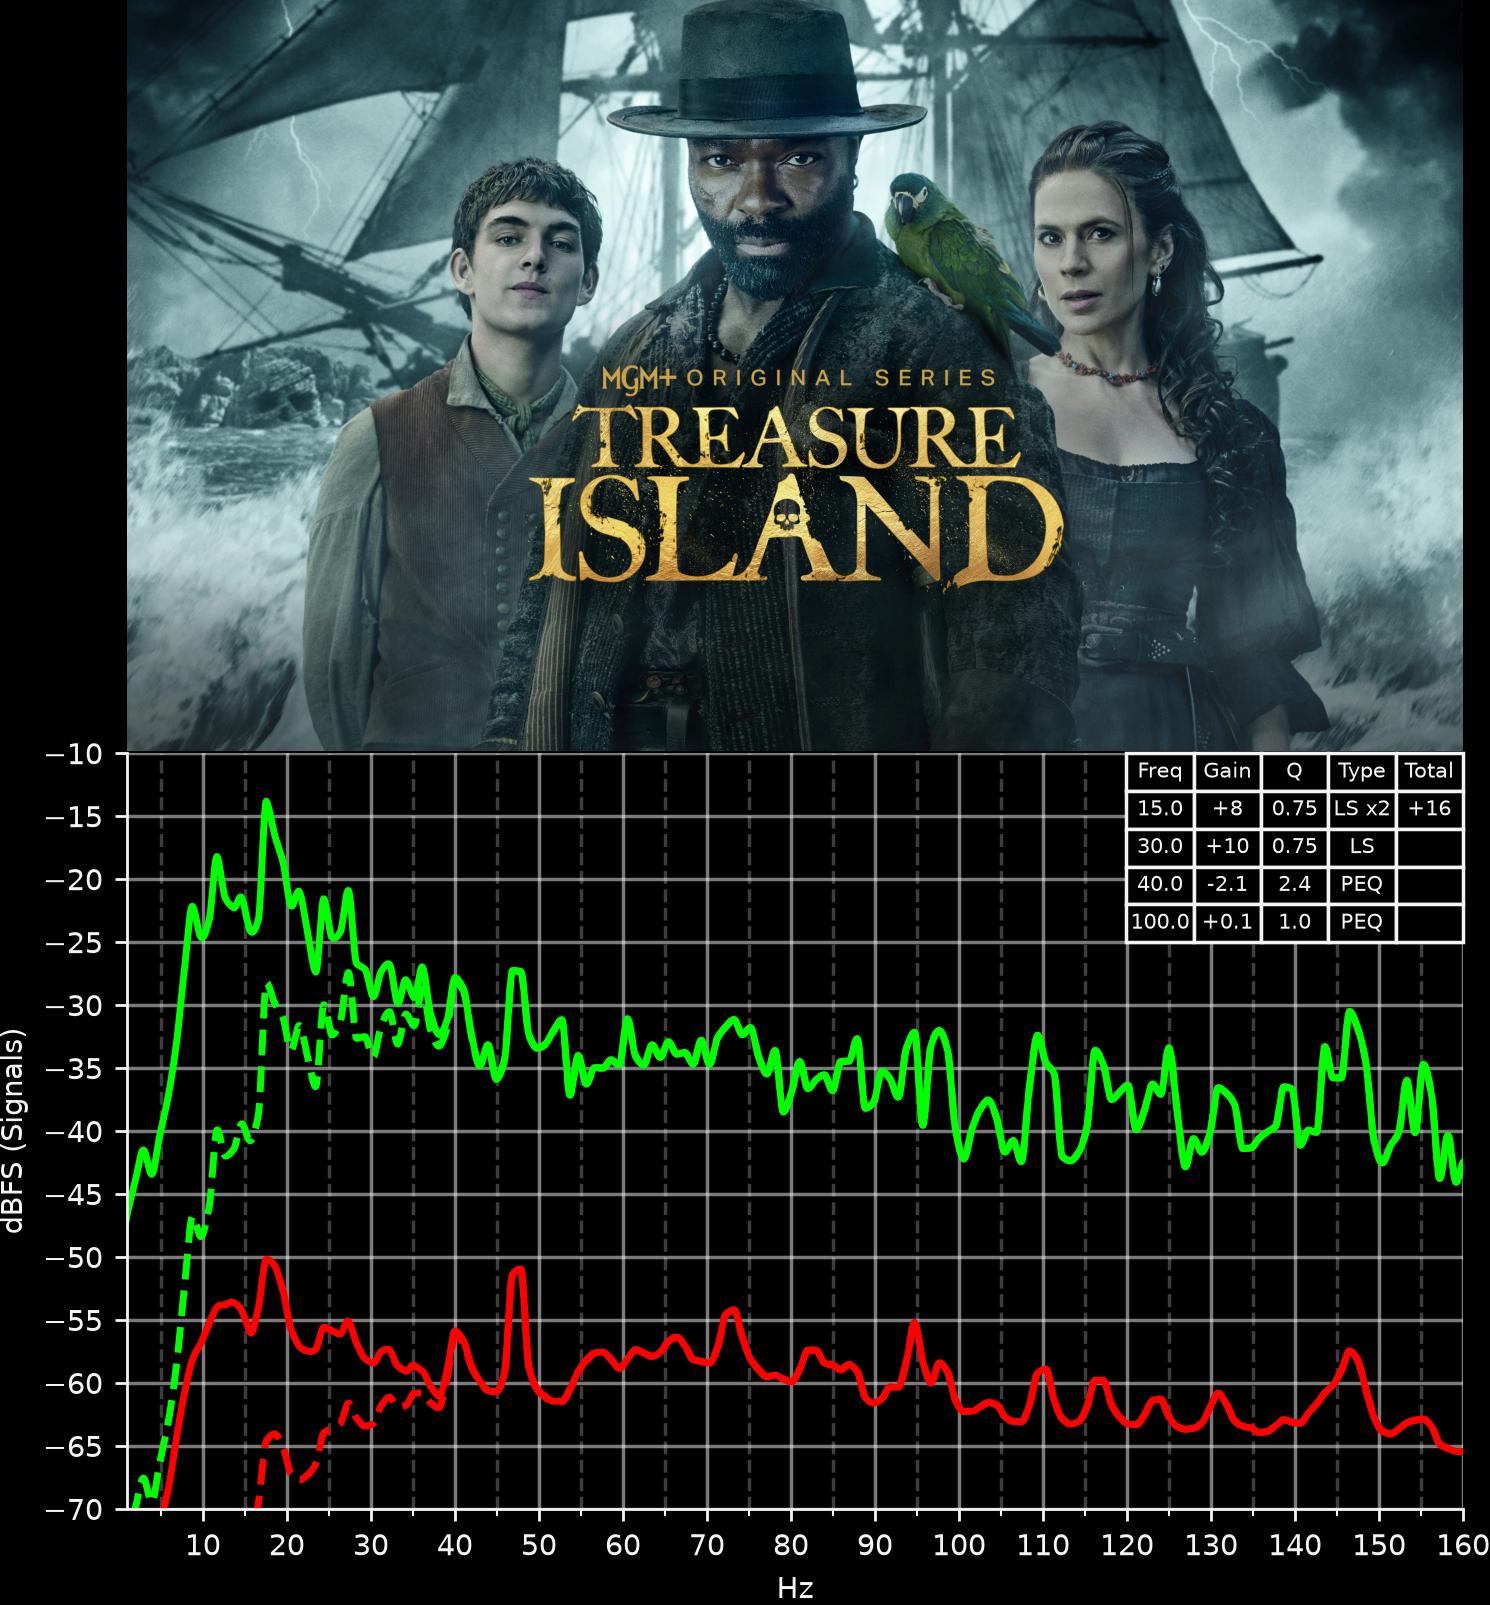 MGM+ ORIGINAL SERIES
TREASURE
ISLAND
Freq Gain Q Type Total
15.0 +8 0.75 LS x2 +16
30.0 +10 0.75 LS
40.0 -2.1 2.4 PEQ
100.0 +0.1 1.0 PEQ
−10
−15
−20
−25
−30
−35
−40
−45
−50
−55
−60
−65
−70
dBFS (Signals)
10 20 30 40 50 60 70 80 90 100 110 120 130 140 150 160
Hz